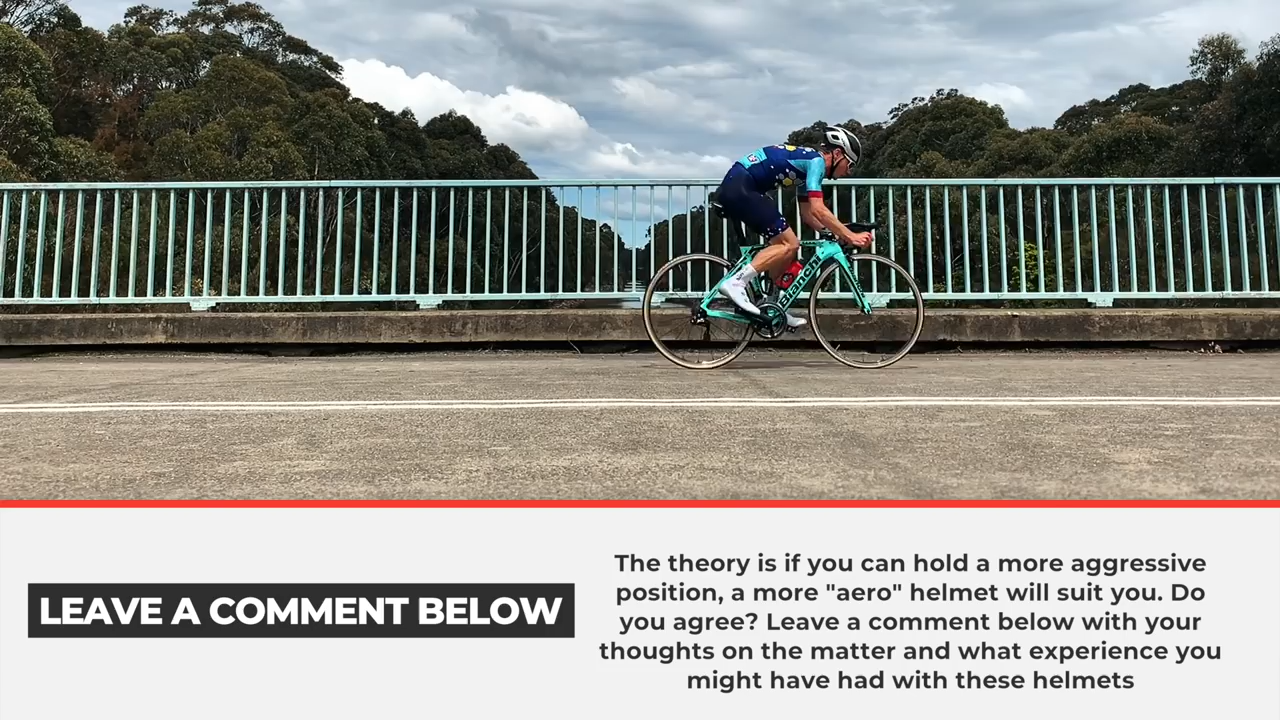 Bianchi
LEAVE A COMMENT BELOW
The theory is if you can hold a more aggressive
position, a more "aero" helmet will suit you. Do
you agree? Leave a comment below with your
thoughts on the matter and what experience you
might have had with these helmets